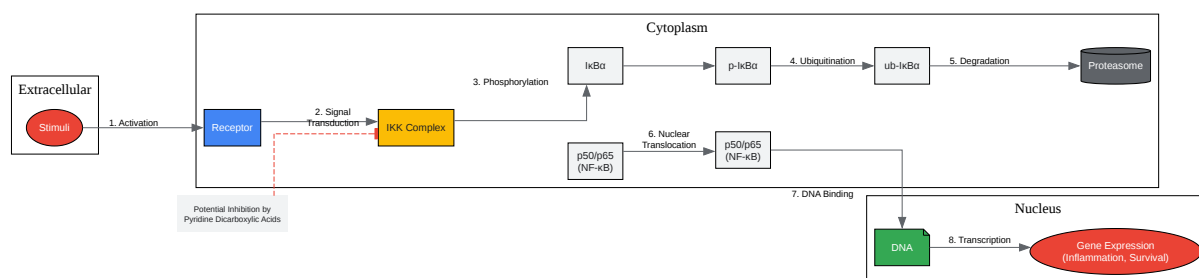 Cytoplasm
Extracellular
Stimuli
1. Activation
Receptor
2. Signal
Transduction
IKK Complex
3. Phosphorylation
IκBα
p-IκBα
4. Ubiquitination
ub-IκBα
5. Degradation
Proteasome
p50/p65
(NF-κB)
6. Nuclear
Translocation
p50/p65
(NF-κB)
Potential Inhibition by
Pyridine Dicarboxylic Acids
7. DNA Binding
Nucleus
DNA
8. Transcription
Gene Expression
(Inflammation, Survival)